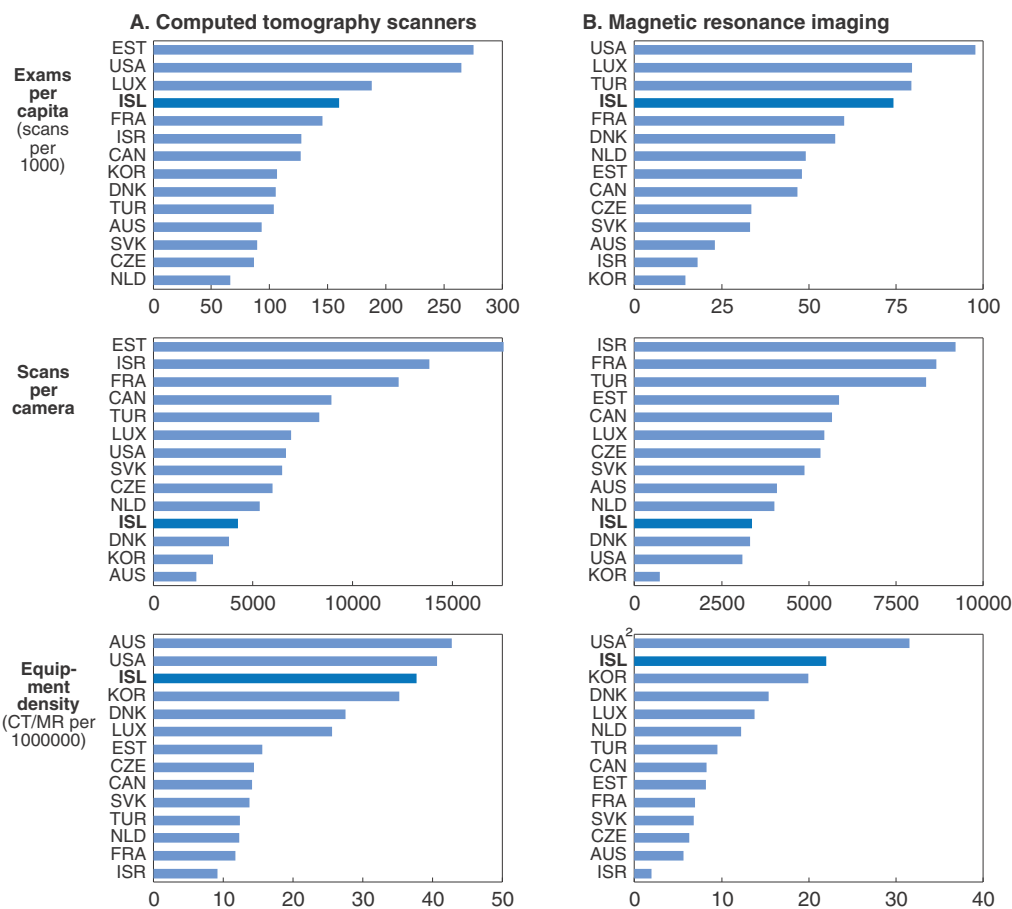 A. Computed tomography scanners
Exams
per
capita
(scans
per
1000)
EST
USA
LUX
ISL
FRA
ISR
CAN
KOR
DNK
TUR
AUS
SVK
CZE
NLD
0 50 100 150 200 250 300
B. Magnetic resonance imaging
USA
LUX
TUR
ISL
FRA
DNK
NLD
EST
CAN
CZE
SVK
AUS
ISR
KOR
0 25 50 75 100
Scans
per
camera
EST
ISR
FRA
CAN
TUR
LUX
USA
SVK
CZE
NLD
ISL
DNK
KOR
AUS
0 5000 10000 15000
ISR
FRA
TUR
EST
CAN
LUX
CZE
SVK
AUS
NLD
ISL
DNK
USA
KOR
0 2500 5000 7500 10000
Equip-
ment
density
(CT/MR per
1000000)
AUS
USA
ISL
KOR
DNK
LUX
EST
CZE
CAN
SVK
TUR
NLD
FRA
ISR
0 10 20 30 40 50
USA²
ISL
KOR
DNK
LUX
NLD
TUR
CAN
EST
FRA
SVK
CZE
AUS
ISR
0 10 20 30 40